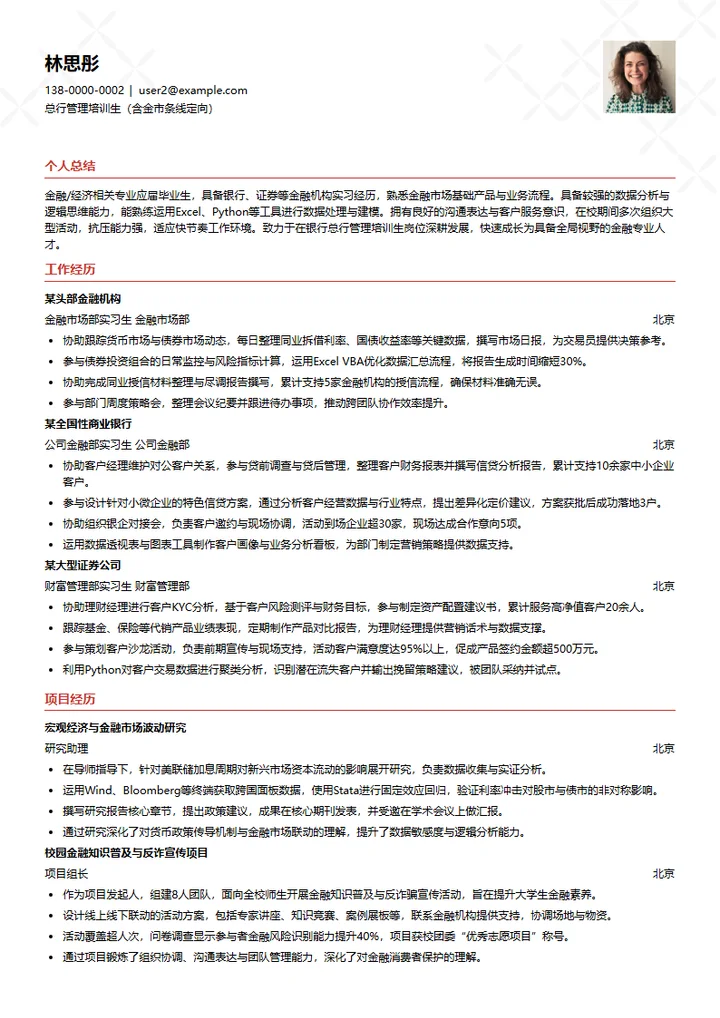 林思彤
138-0000-0002 | user2@example.com
总行管理培训生（含金市条线定向）
个人总结
金融/经济相关专业应届毕业生，具备银行、证券等金融机构实习经历，熟悉金融市场基础产品与业务流程。具备较强的数据分析与
逻辑思维能力，能熟练运用Excel、Python等工具进行数据处理与建模。拥有良好的沟通表达与客户服务意识，在校期间多次组织大
型活动，抗压能力强，适应快节奏工作环境。致力于在银行总行管理培训生岗位深耕发展，快速成长为具备全局视野的金融专业人
才。
工作经历
某头部金融机构
金融市场部实习生 金融市场部 北京
• 协助跟踪货币市场与债券市场动态，每日整理同业拆借利率、国债收益率等关键数据，撰写市场日报，为交易员提供决策参考。
• 参与债券投资组合的日常监控与风险指标计算，运用Excel VBA优化数据汇总流程，将报告生成时间缩短30%。
• 协助完成同业授信材料整理与尽调报告撰写，累计支持5家金融机构的授信流程，确保材料准确无误。
• 参与部门周度策略会，整理会议纪要并跟进待办事项，推动跨团队协作效率提升。
某全国性商业银行
公司金融部实习生 公司金融部 北京
• 协助客户经理维护对公客户关系，参与贷前调查与贷后管理，整理客户财务报表并撰写信贷分析报告，累计支持10余家中小企业
客户。
• 参与设计针对小微企业的特色信贷方案，通过分析客户经营数据与行业特点，提出差异化定价建议，方案获批后成功落地3户。
• 协助组织银企对接会，负责客户邀约与现场协调，活动到场企业超30家，现场达成合作意向5项。
• 运用数据透视表与图表工具制作客户画像与业务分析看板，为部门制定营销策略提供数据支持。
某大型证券公司
财富管理部实习生 财富管理部 北京
• 协助理财经理进行客户KYC分析，基于客户风险测评与财务目标，参与制定资产配置建议书，累计服务高净值客户20余人。
• 跟踪基金、保险等代销产品业绩表现，定期制作产品对比报告，为理财经理提供营销话术与数据支撑。
• 参与策划客户沙龙活动，负责前期宣传与现场支持，活动客户满意度达95%以上，促成产品签约金额超500万元。
• 利用Python对客户交易数据进行聚类分析，识别潜在流失客户并输出挽留策略建议，被团队采纳并试点。
项目经历
宏观经济与金融市场波动研究
研究助理 北京
• 在导师指导下，针对美联储加息周期对新兴市场资本流动的影响展开研究，负责数据收集与实证分析。
• 运用Wind、Bloomberg等终端获取跨国面板数据，使用Stata进行固定效应回归，验证利率冲击对股市与债市的非对称影响。
• 撰写研究报告核心章节，提出政策建议，成果在核心期刊发表，并受邀在学术会议上做汇报。
• 通过研究深化了对货币政策传导机制与金融市场联动的理解，提升了数据敏感度与逻辑分析能力。
校园金融知识普及与反诈宣传项目
项目组长 北京
• 作为项目发起人，组建8人团队，面向全校师生开展金融知识普及与反诈骗宣传活动，旨在提升大学生金融素养。
• 设计线上线下联动的活动方案，包括专家讲座、知识竞赛、案例展板等，联系金融机构提供支持，协调场地与物资。
• 活动覆盖超人次，问卷调查显示参与者金融风险识别能力提升40%，项目获校团委“优秀志愿项目”称号。
• 通过项目锻炼了组织协调、沟通表达与团队管理能力，深化了对金融消费者保护的理解。